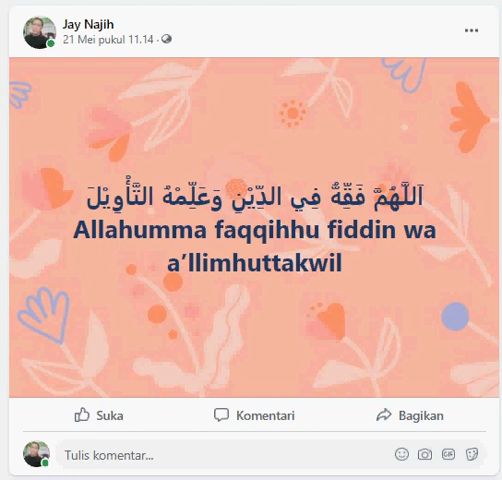 Jay Najih
21 Mei pukul 11.14 ·
اَللَّهُمَّ فَقِّهْهُ فِي الدِّيْنِ وَعَلِّمْهُ التَّأْوِيْلَ
Allahumma faqqihhu fiddin wa
a’llimhuttakwil
Suka
Komentari
Bagikan
Tulis komentar...
GIF